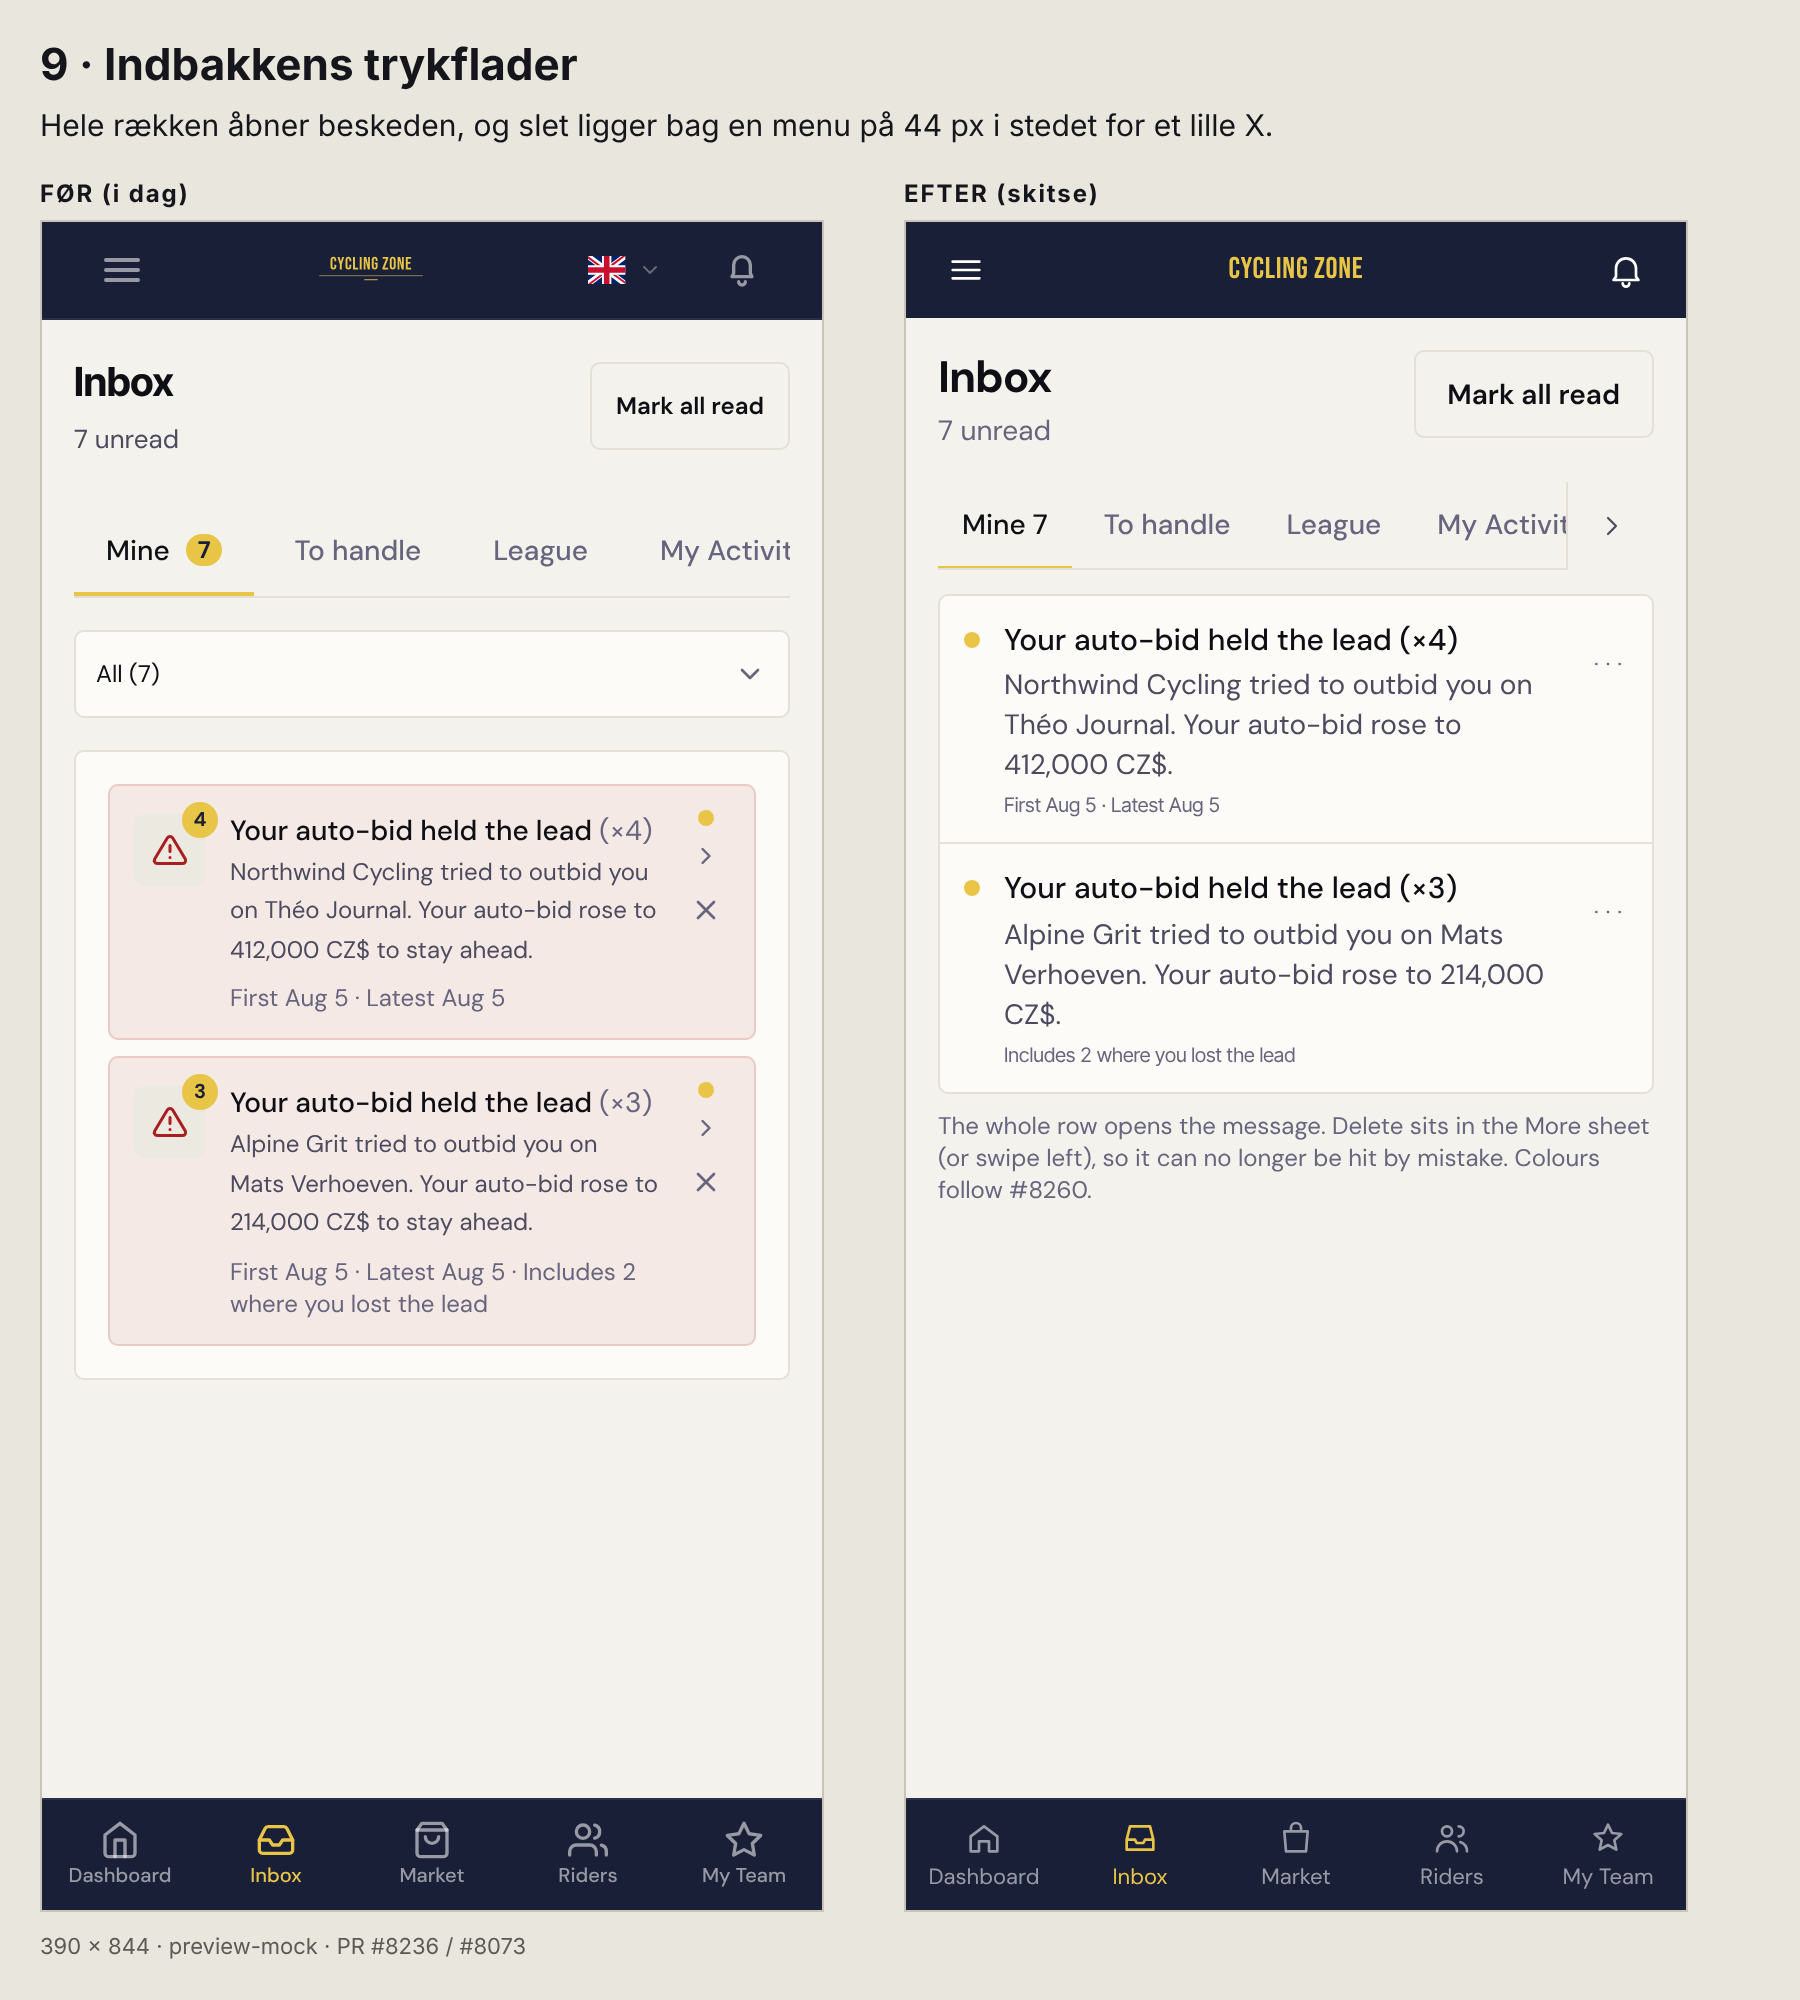 9 · Indbakkens trykflader
Hele rækken åbner beskeden, og slet ligger bag en menu på 44 px i stedet for et lille X.
FØR (i dag)
CYCLING ZONE
Inbox
7 unread
Mark all read
Mine 7
To handle
League
My Activit
All (7)
4
Your auto-bid held the lead (×4)
Northwind Cycling tried to outbid you
on Théo Journal. Your auto-bid rose to
412,000 CZ$ to stay ahead.
First Aug 5 · Latest Aug 5
3
Your auto-bid held the lead (×3)
Alpine Grit tried to outbid you on
Mats Verhoeven. Your auto-bid rose to
214,000 CZ$ to stay ahead.
First Aug 5 · Latest Aug 5 · Includes 2
where you lost the lead
Dashboard
Inbox
Market
Riders
My Team
EFTER (skitse)
CYCLING ZONE
Inbox
7 unread
Mark all read
Mine 7
To handle
League
My Activit
Your auto-bid held the lead (×4)
Northwind Cycling tried to outbid you on
Théo Journal. Your auto-bid rose to
412,000 CZ$.
First Aug 5 · Latest Aug 5
...
Your auto-bid held the lead (×3)
Alpine Grit tried to outbid you on Mats
Verhoeven. Your auto-bid rose to 214,000
CZ$.
Includes 2 where you lost the lead
...
The whole row opens the message. Delete sits in the More sheet
(or swipe left), so it can no longer be hit by mistake. Colours
follow #8260.
Dashboard
Inbox
Market
Riders
My Team
390 × 844 · preview-mock · PR #8236 / #8073